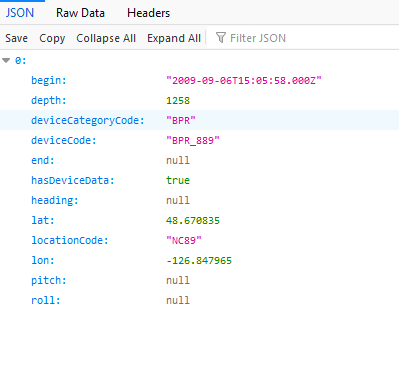 JSON Raw Data Headers
Save Copy Collapse All Expand All Filter JSON
0:
begin: "2009-09-06T15:05:58.000Z"
depth: 1258
deviceCategoryCode: "BPR"
deviceCode: "BPR_889"
end: null
hasDeviceData: true
heading: null
lat: 48.670835
locationCode: "NC89"
lon: -126.847965
pitch: null
roll: null